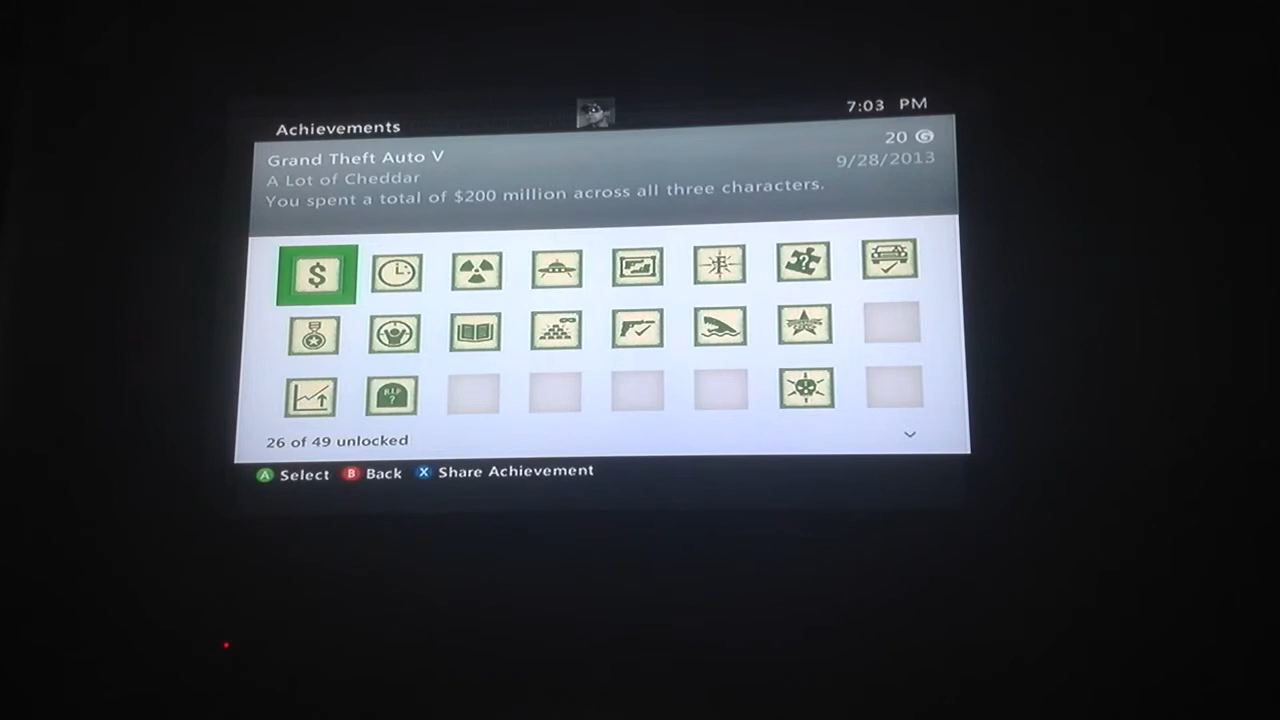 Achievements
7:03 PM
Grand Theft Auto V
20 G
A Lot of Cheddar
9/28/2013
You spent a total of $200 million across all three characters.
$
F
?
RIP
?
26 of 49 unlocked
A Select B Back X Share Achievement